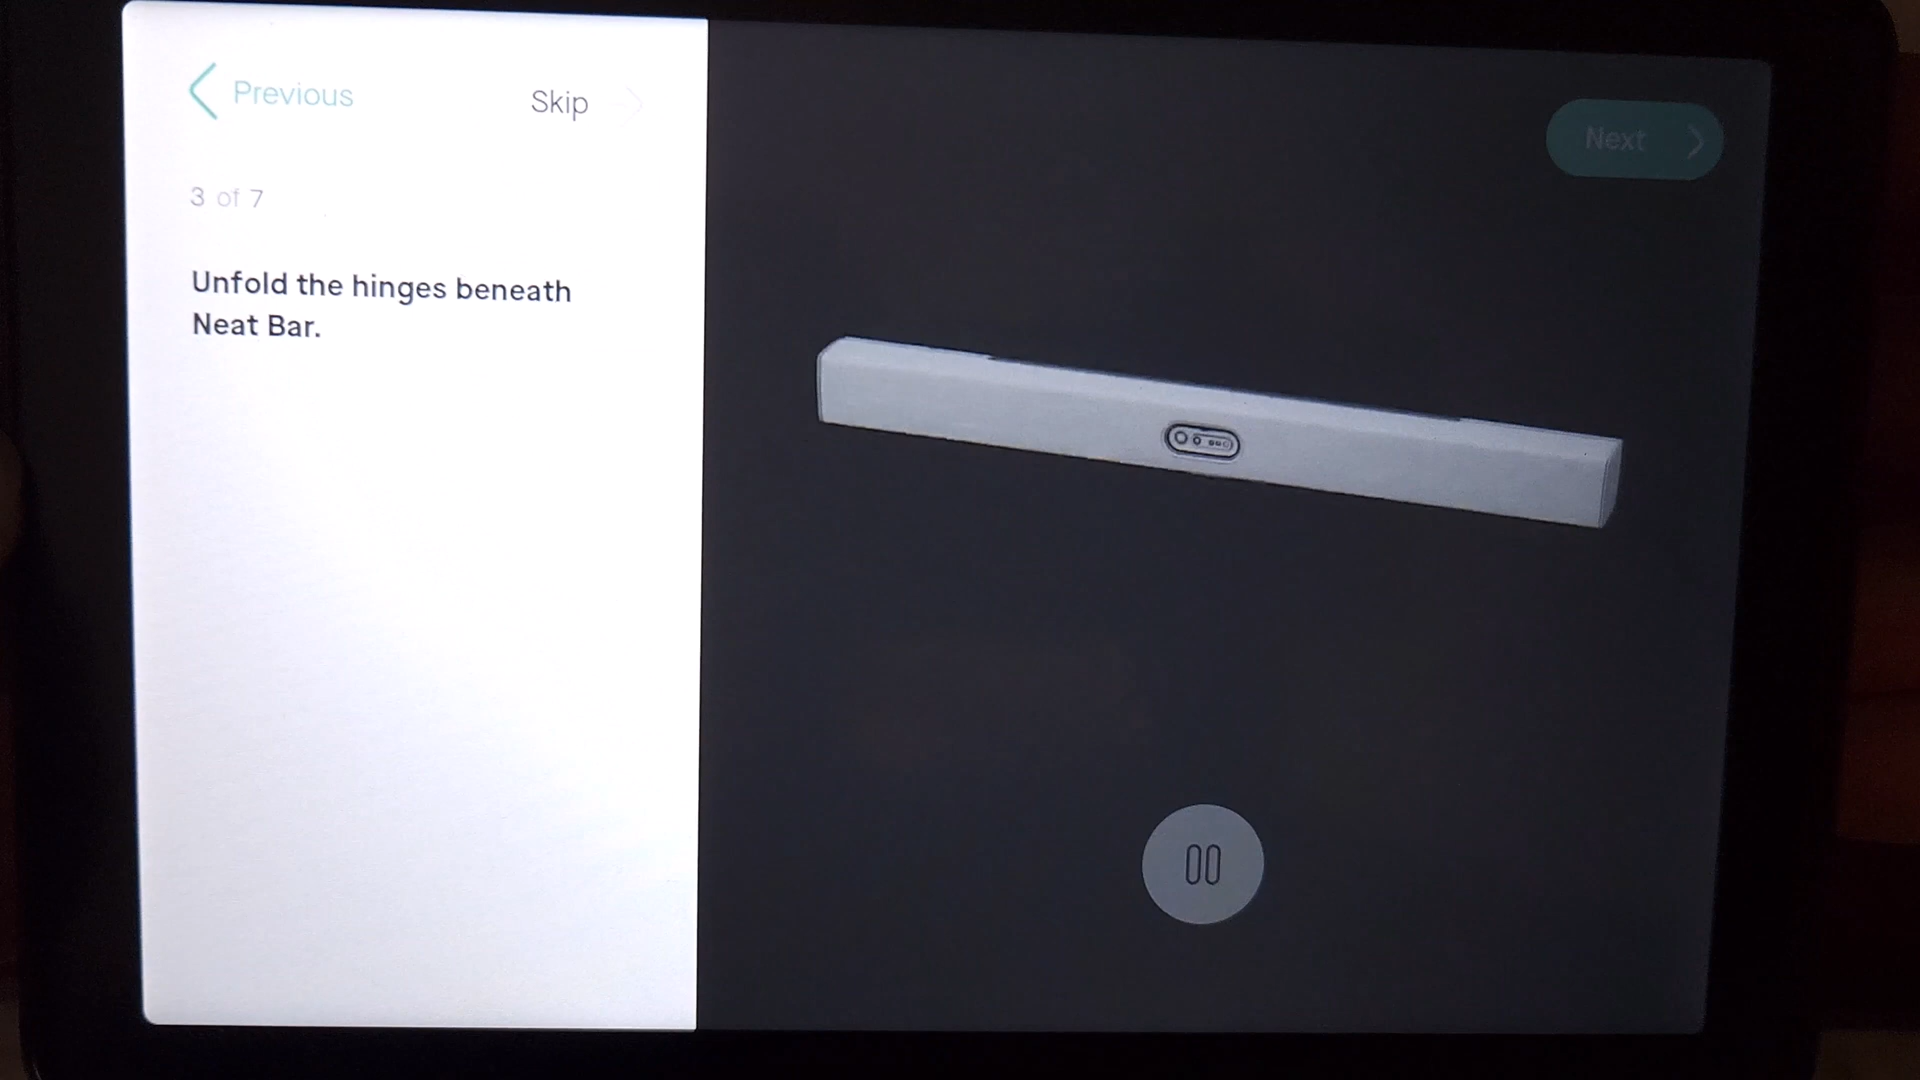 Previous
Skip
3 of 7
Unfold the hinges beneath
Neat Bar.
Next